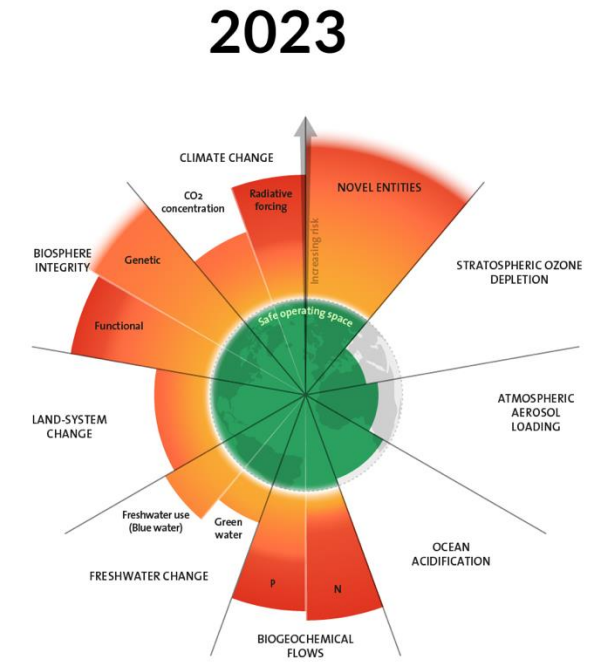 2023
CLIMATE CHANGE
CO2
concentration
Radiative
forcing
NOVEL ENTITIES
Increasing risk
STRATOSPHERIC OZONE
DEPLETION
BIOSPHERE
INTEGRITY
Genetic
Functional
Safe operating space
ATMOSPHERIC
AEROSOL
LOADING
LAND-SYSTEM
CHANGE
Freshwater use
(Blue water)
Green
water
FRESHWATER CHANGE
P
N
OCEAN
ACIDIFICATION
BIOGEOCHEMICAL
FLOWS